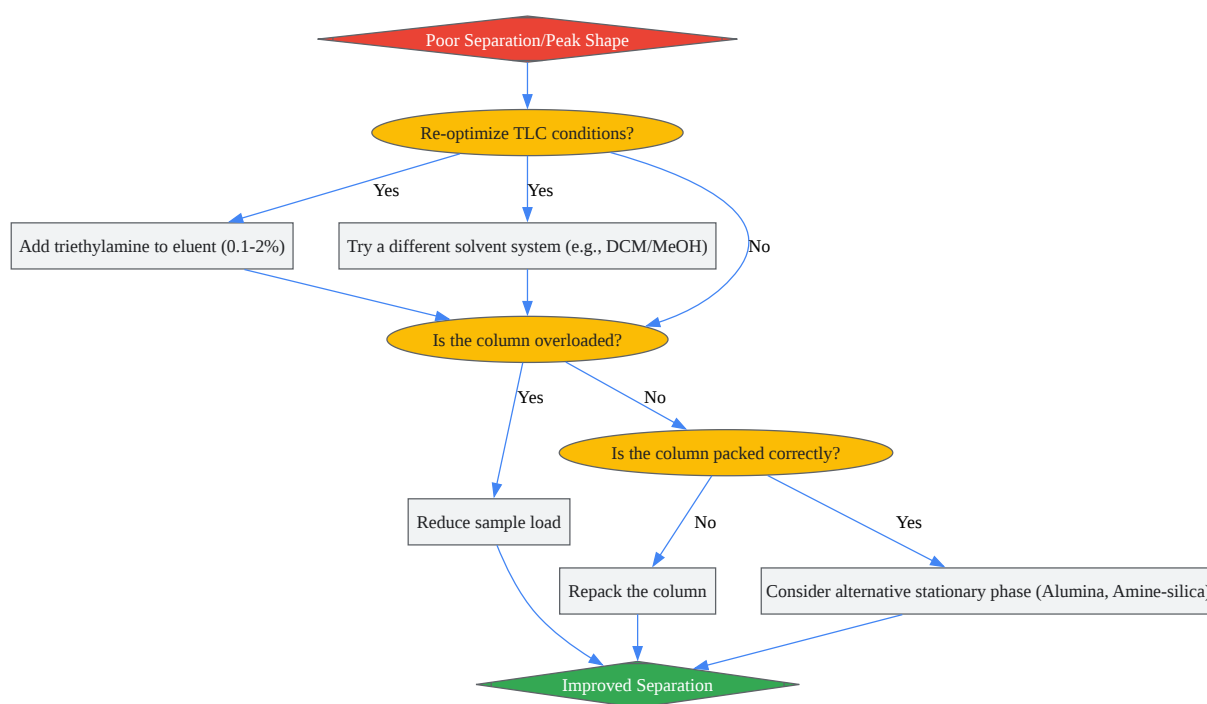 Poor Separation/Peak Shape
Re-optimize TLC conditions?
Yes
Yes
No
Add triethylamine to eluent (0.1-2%)
Try a different solvent system (e.g., DCM/MeOH)
Is the column overloaded?
Yes
No
Is the column packed correctly?
Reduce sample load
No
Yes
Repack the column
Consider alternative stationary phase (Alumina, Amine-silica)
Improved Separation